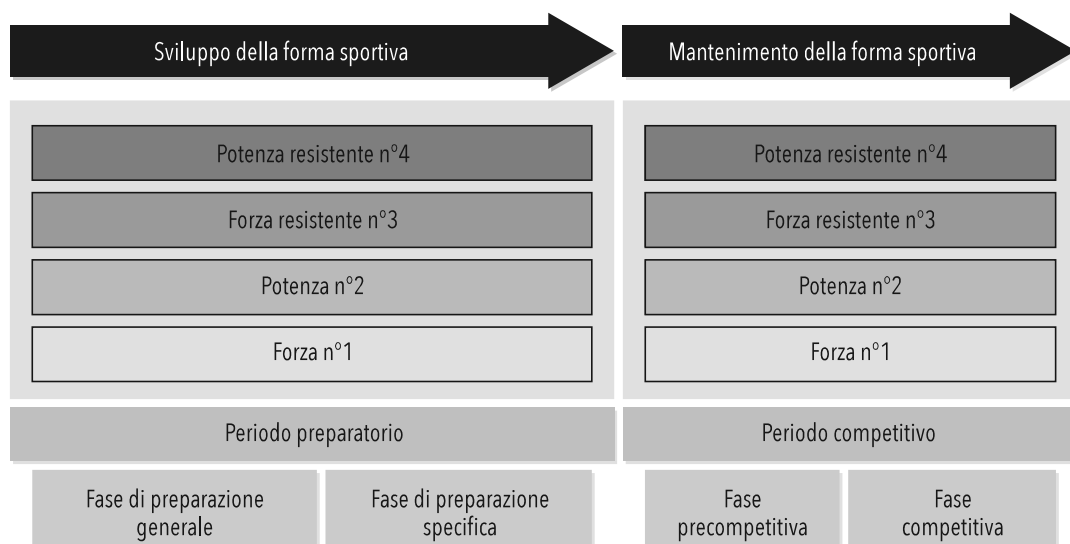 Sviluppo della forma sportiva
Mantenimento della forma sportiva
Potenza resistente n°4
Forza resistente n°3
Potenza n°2
Forza n°1
Potenza resistente n°4
Forza resistente n°3
Potenza n°2
Forza n°1
Periodo preparatorio
Periodo competitivo
Fase di preparazione
generale
Fase di preparazione
specifica
Fase
precompetitiva
Fase
competitiva